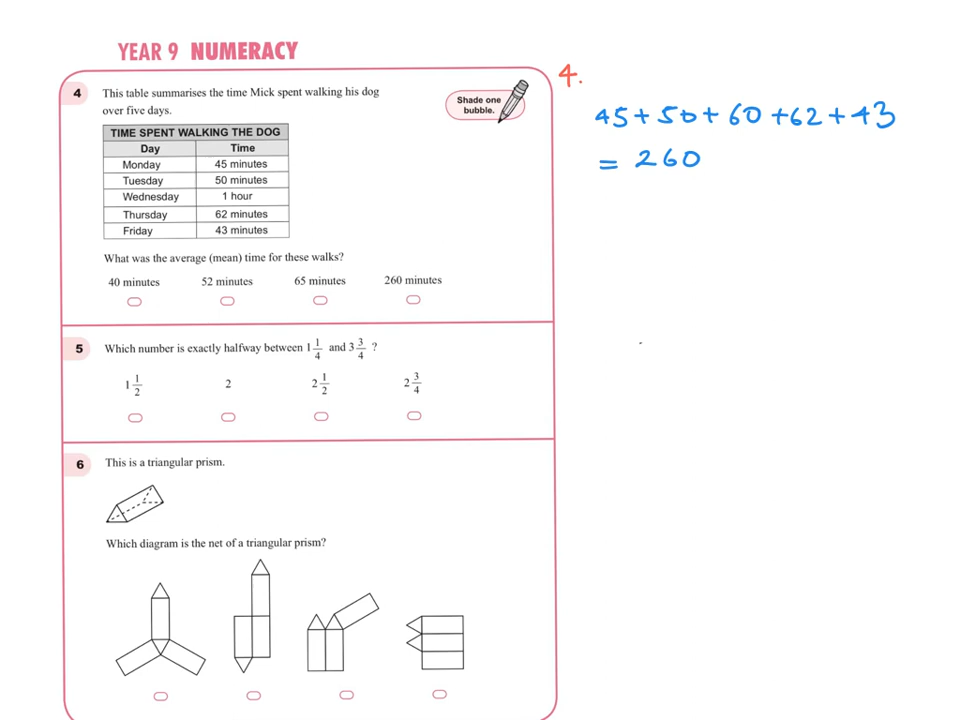 YEAR 9 NUMERACY
4
This table summarises the time Mick spent walking his dog
over five days.
Shade one
bubble.
TIME SPENT WALKING THE DOG
Day Time
Monday 45 minutes
Tuesday 50 minutes
Wednesday 1 hour
Thursday 62 minutes
Friday 43 minutes
What was the average (mean) time for these walks?
40 minutes 52 minutes 65 minutes 260 minutes
5
Which number is exactly halfway between 1 1/4 and 3 3/4 ?
1 1/2 2 2 1/2 2 3/4
6
This is a triangular prism.
Which diagram is the net of a triangular prism?
4.
45 + 50 + 60 + 62 + 43
= 260